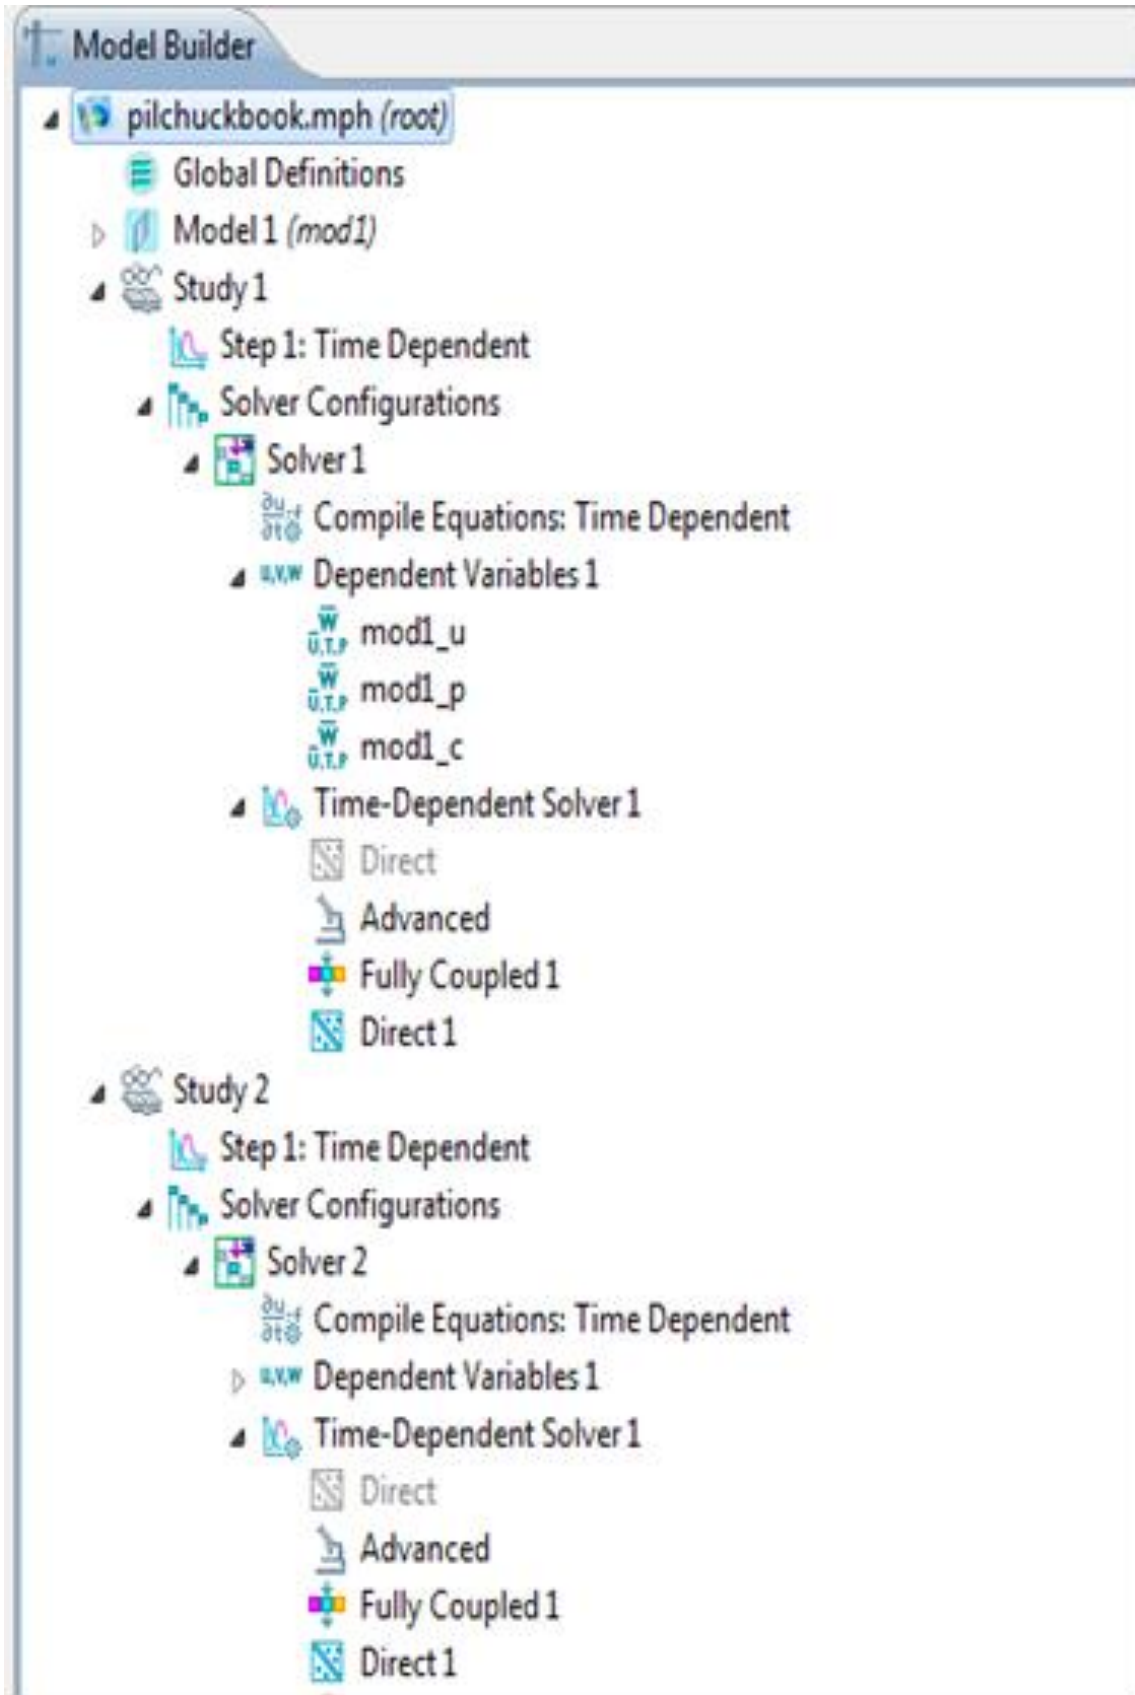 Model Builder
pilchuckbook.mph (root)
Global Definitions
Model 1 (mod1)
Study 1
Step 1: Time Dependent
Solver Configurations
Solver 1
Compile Equations: Time Dependent
u,v,w Dependent Variables 1
mod1_u
mod1_p
mod1_c
Time-Dependent Solver 1
Direct
Advanced
Fully Coupled 1
Direct 1
Study 2
Step 1: Time Dependent
Solver Configurations
Solver 2
Compile Equations: Time Dependent
u,v,w Dependent Variables 1
Time-Dependent Solver 1
Direct
Advanced
Fully Coupled 1
Direct 1